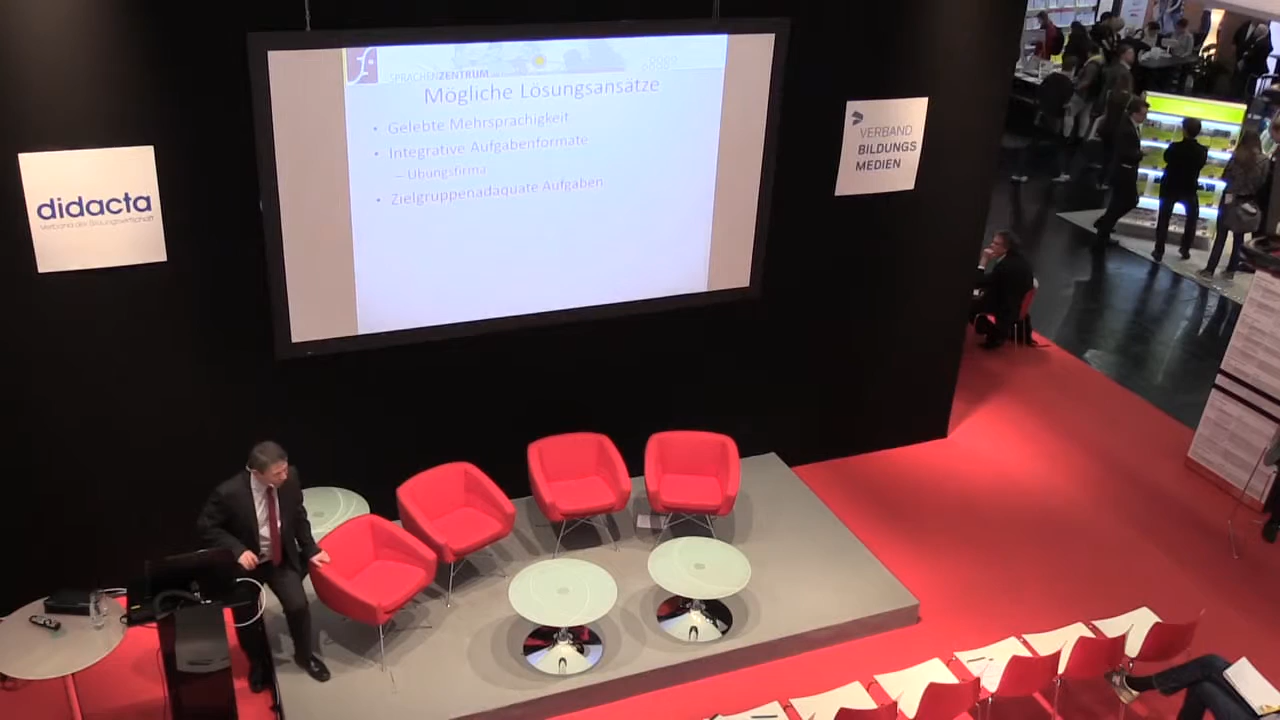 SPRACHENZENTRUM
Mögliche Lösungsansätze
• Gelebte Mehrsprachigkeit
• Integrative Aufgabenformate
– Übungsfirma
• Zielgruppenadäquate Aufgaben
didacta
Verband der Bildungswirtschaft
VERBAND
BILDUNGS
MEDIEN